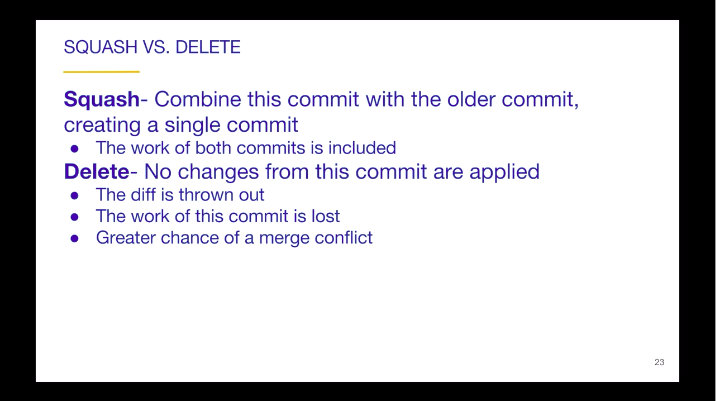 SQUASH VS. DELETE
Squash- Combine this commit with the older commit,
creating a single commit
● The work of both commits is included
Delete- No changes from this commit are applied
● The diff is thrown out
● The work of this commit is lost
● Greater chance of a merge conflict
23